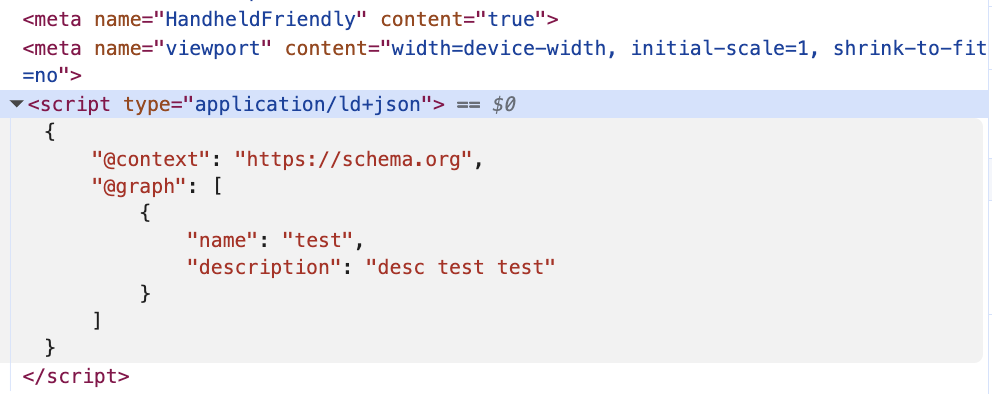 <meta name="HandheldFriendly" content="true">
<meta name="viewport" content="width=device-width, initial-scale=1, shrink-to-fit
=no">
▼<script type="application/ld+json"> == $0
{
"@context": "https://schema.org",
"@graph": [
{
"name": "test",
"description": "desc test test"
}
]
}
</script>